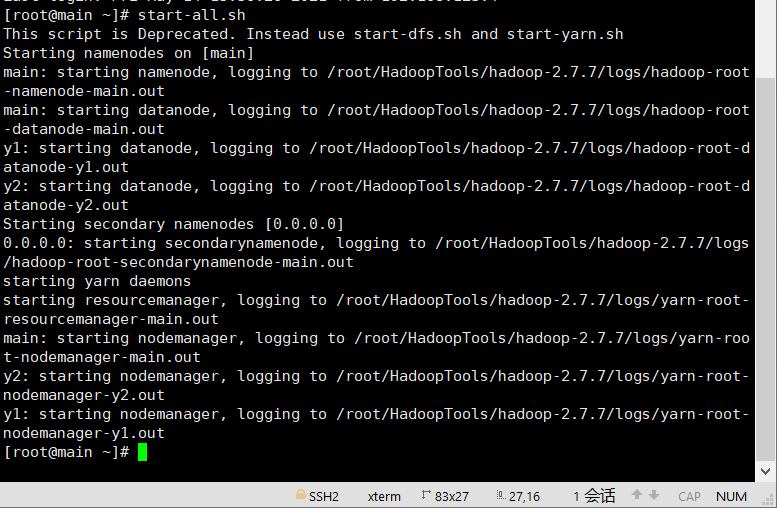 [root@main ~]# start-all.sh
This script is Deprecated. Instead use start-dfs.sh and start-yarn.sh
Starting namenodes on [main]
main: starting namenode, logging to /root/HadoopTools/hadoop-2.7.7/logs/hadoop-root
-namenode-main.out
main: starting datanode, logging to /root/HadoopTools/hadoop-2.7.7/logs/hadoop-root
-datanode-main.out
y1: starting datanode, logging to /root/HadoopTools/hadoop-2.7.7/logs/hadoop-root-d
atanode-y1.out
y2: starting datanode, logging to /root/HadoopTools/hadoop-2.7.7/logs/hadoop-root-d
atanode-y2.out
Starting secondary namenodes [0.0.0.0]
0.0.0.0: starting secondarynamenode, logging to /root/HadoopTools/hadoop-2.7.7/logs
/hadoop-root-secondarynamenode-main.out
starting yarn daemons
starting resourcemanager, logging to /root/HadoopTools/hadoop-2.7.7/logs/yarn-root-
resourcemanager-main.out
main: starting nodemanager, logging to /root/HadoopTools/hadoop-2.7.7/logs/yarn-roo
t-nodemanager-main.out
y2: starting nodemanager, logging to /root/HadoopTools/hadoop-2.7.7/logs/yarn-root-
nodemanager-y2.out
y1: starting nodemanager, logging to /root/HadoopTools/hadoop-2.7.7/logs/yarn-root-
nodemanager-y1.out
[root@main ~]#
SSH2 xterm 83x27 27,16 1 会话 CAP NUM